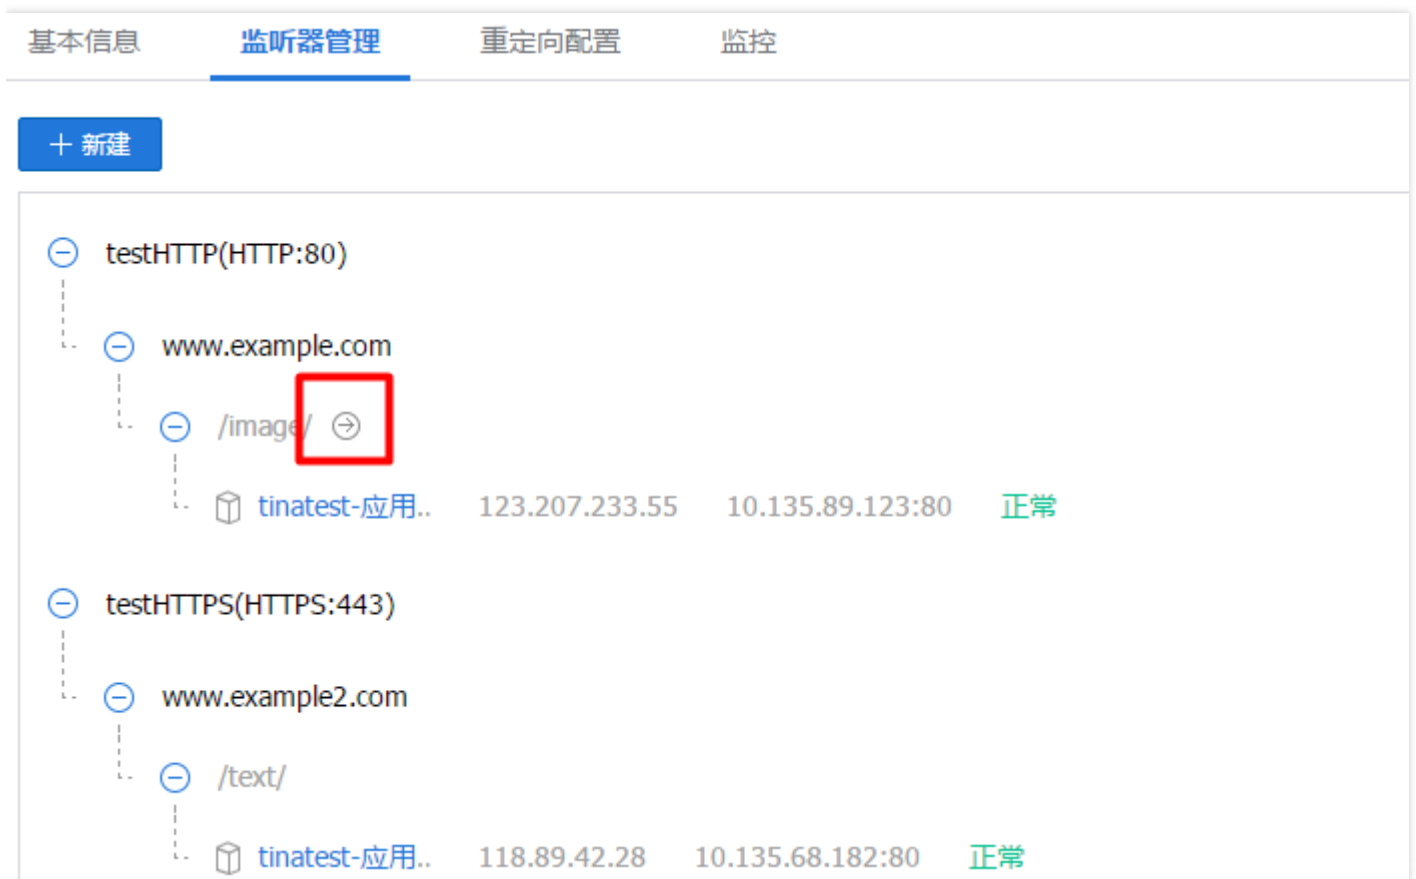 基本信息 监听器管理 重定向配置 监控
＋新建
testHTTP(HTTP:80)
www.example.com
/image/
tinatest-应用.. 123.207.233.55 10.135.89.123:80 正常
testHTTPS(HTTPS:443)
www.example2.com
/text/
tinatest-应用.. 118.89.42.28 10.135.68.182:80 正常